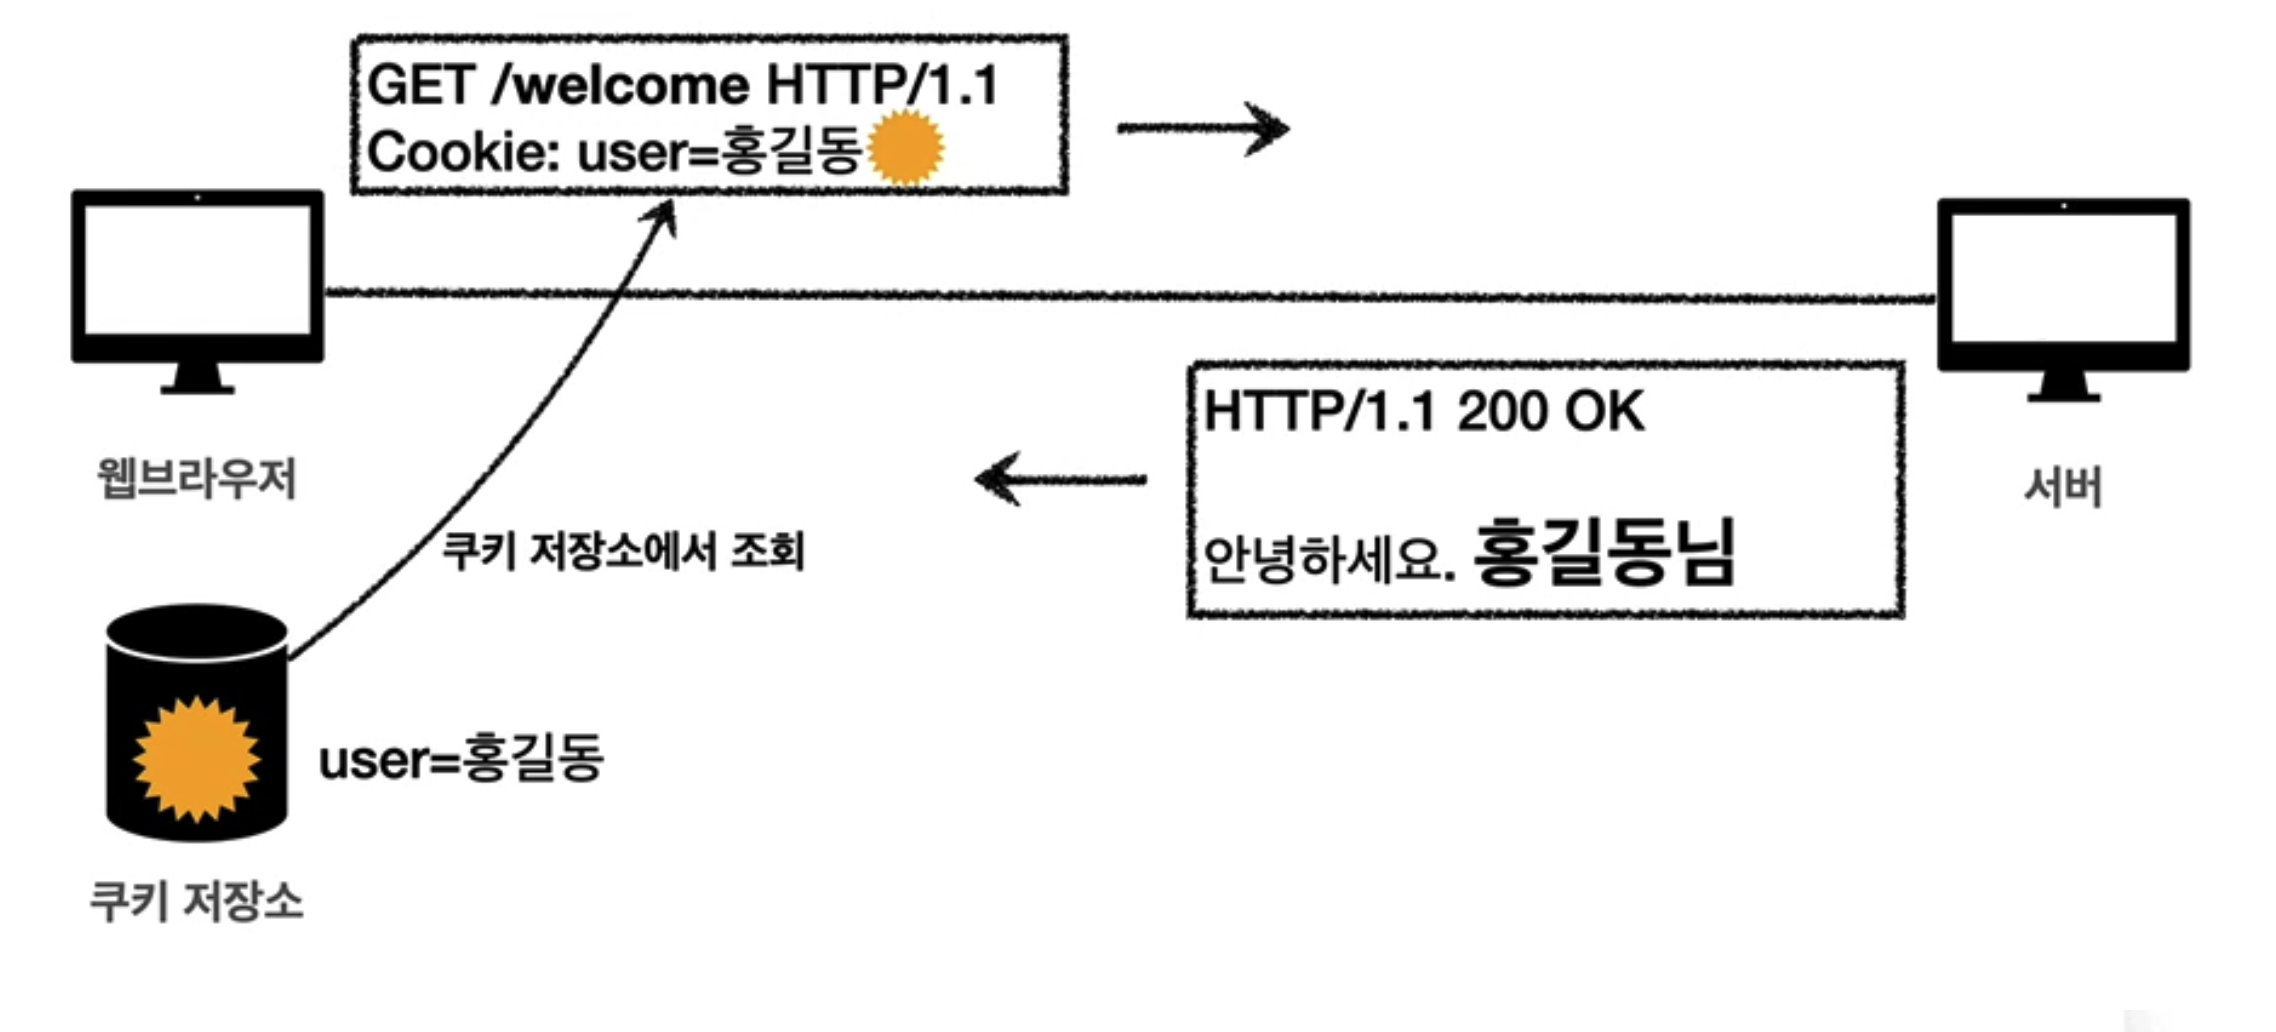 GET /welcome HTTP/1.1
Cookie: user=홍길동
웹브라우저
HTTP/1.1 200 OK
안녕하세요. 홍길동님
서버
쿠키 저장소에서 조회
user=홍길동
쿠키 저장소